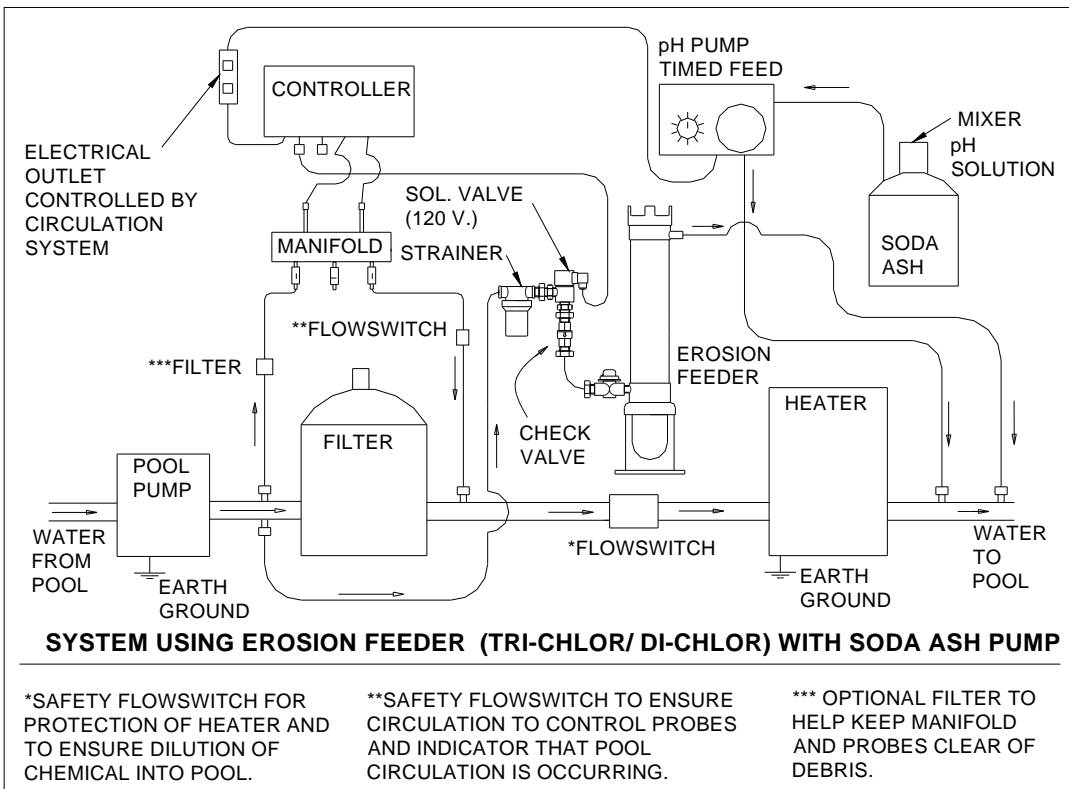 pH PUMP
TIMED FEED
CONTROLLER
MIXER
pH
SOLUTION
ELECTRICAL
OUTLET
CONTROLLED BY
CIRCULATION
SYSTEM
SOL. VALVE
(120 V.)
MANIFOLD
STRAINER
SODA
ASH
**FLOWSWITCH
***FILTER
EROSION
FEEDER
HEATER
FILTER
CHECK
VALVE
POOL
PUMP
WATER
FROM
POOL
EARTH
GROUND
*FLOWSWITCH
EARTH
GROUND
WATER
TO
POOL
SYSTEM USING EROSION FEEDER (TRI-CHLOR/ DI-CHLOR) WITH SODA ASH PUMP
*SAFETY FLOWSWITCH FOR
PROTECTION OF HEATER AND
TO ENSURE DILUTION OF
CHEMICAL INTO POOL.
**SAFETY FLOWSWITCH TO ENSURE
CIRCULATION TO CONTROL PROBES
AND INDICATOR THAT POOL
CIRCULATION IS OCCURRING.
*** OPTIONAL FILTER TO
HELP KEEP MANIFOLD
AND PROBES CLEAR OF
DEBRIS.